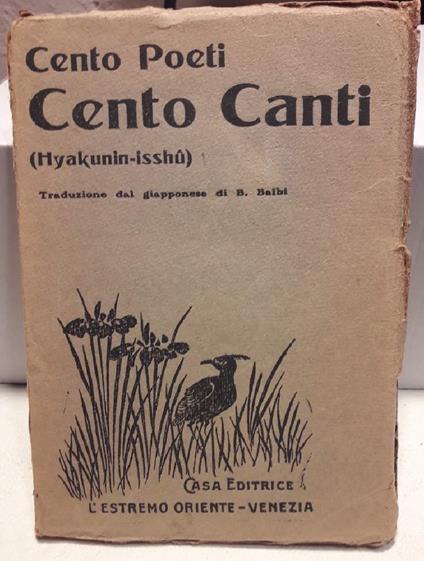 Cento Poeti
Cento Canti
(Hyakunin-isshû)
Traduzione dal giapponese di B. Balbi
CASA EDITRICE
L'ESTREMO ORIENTE-VENEZIA